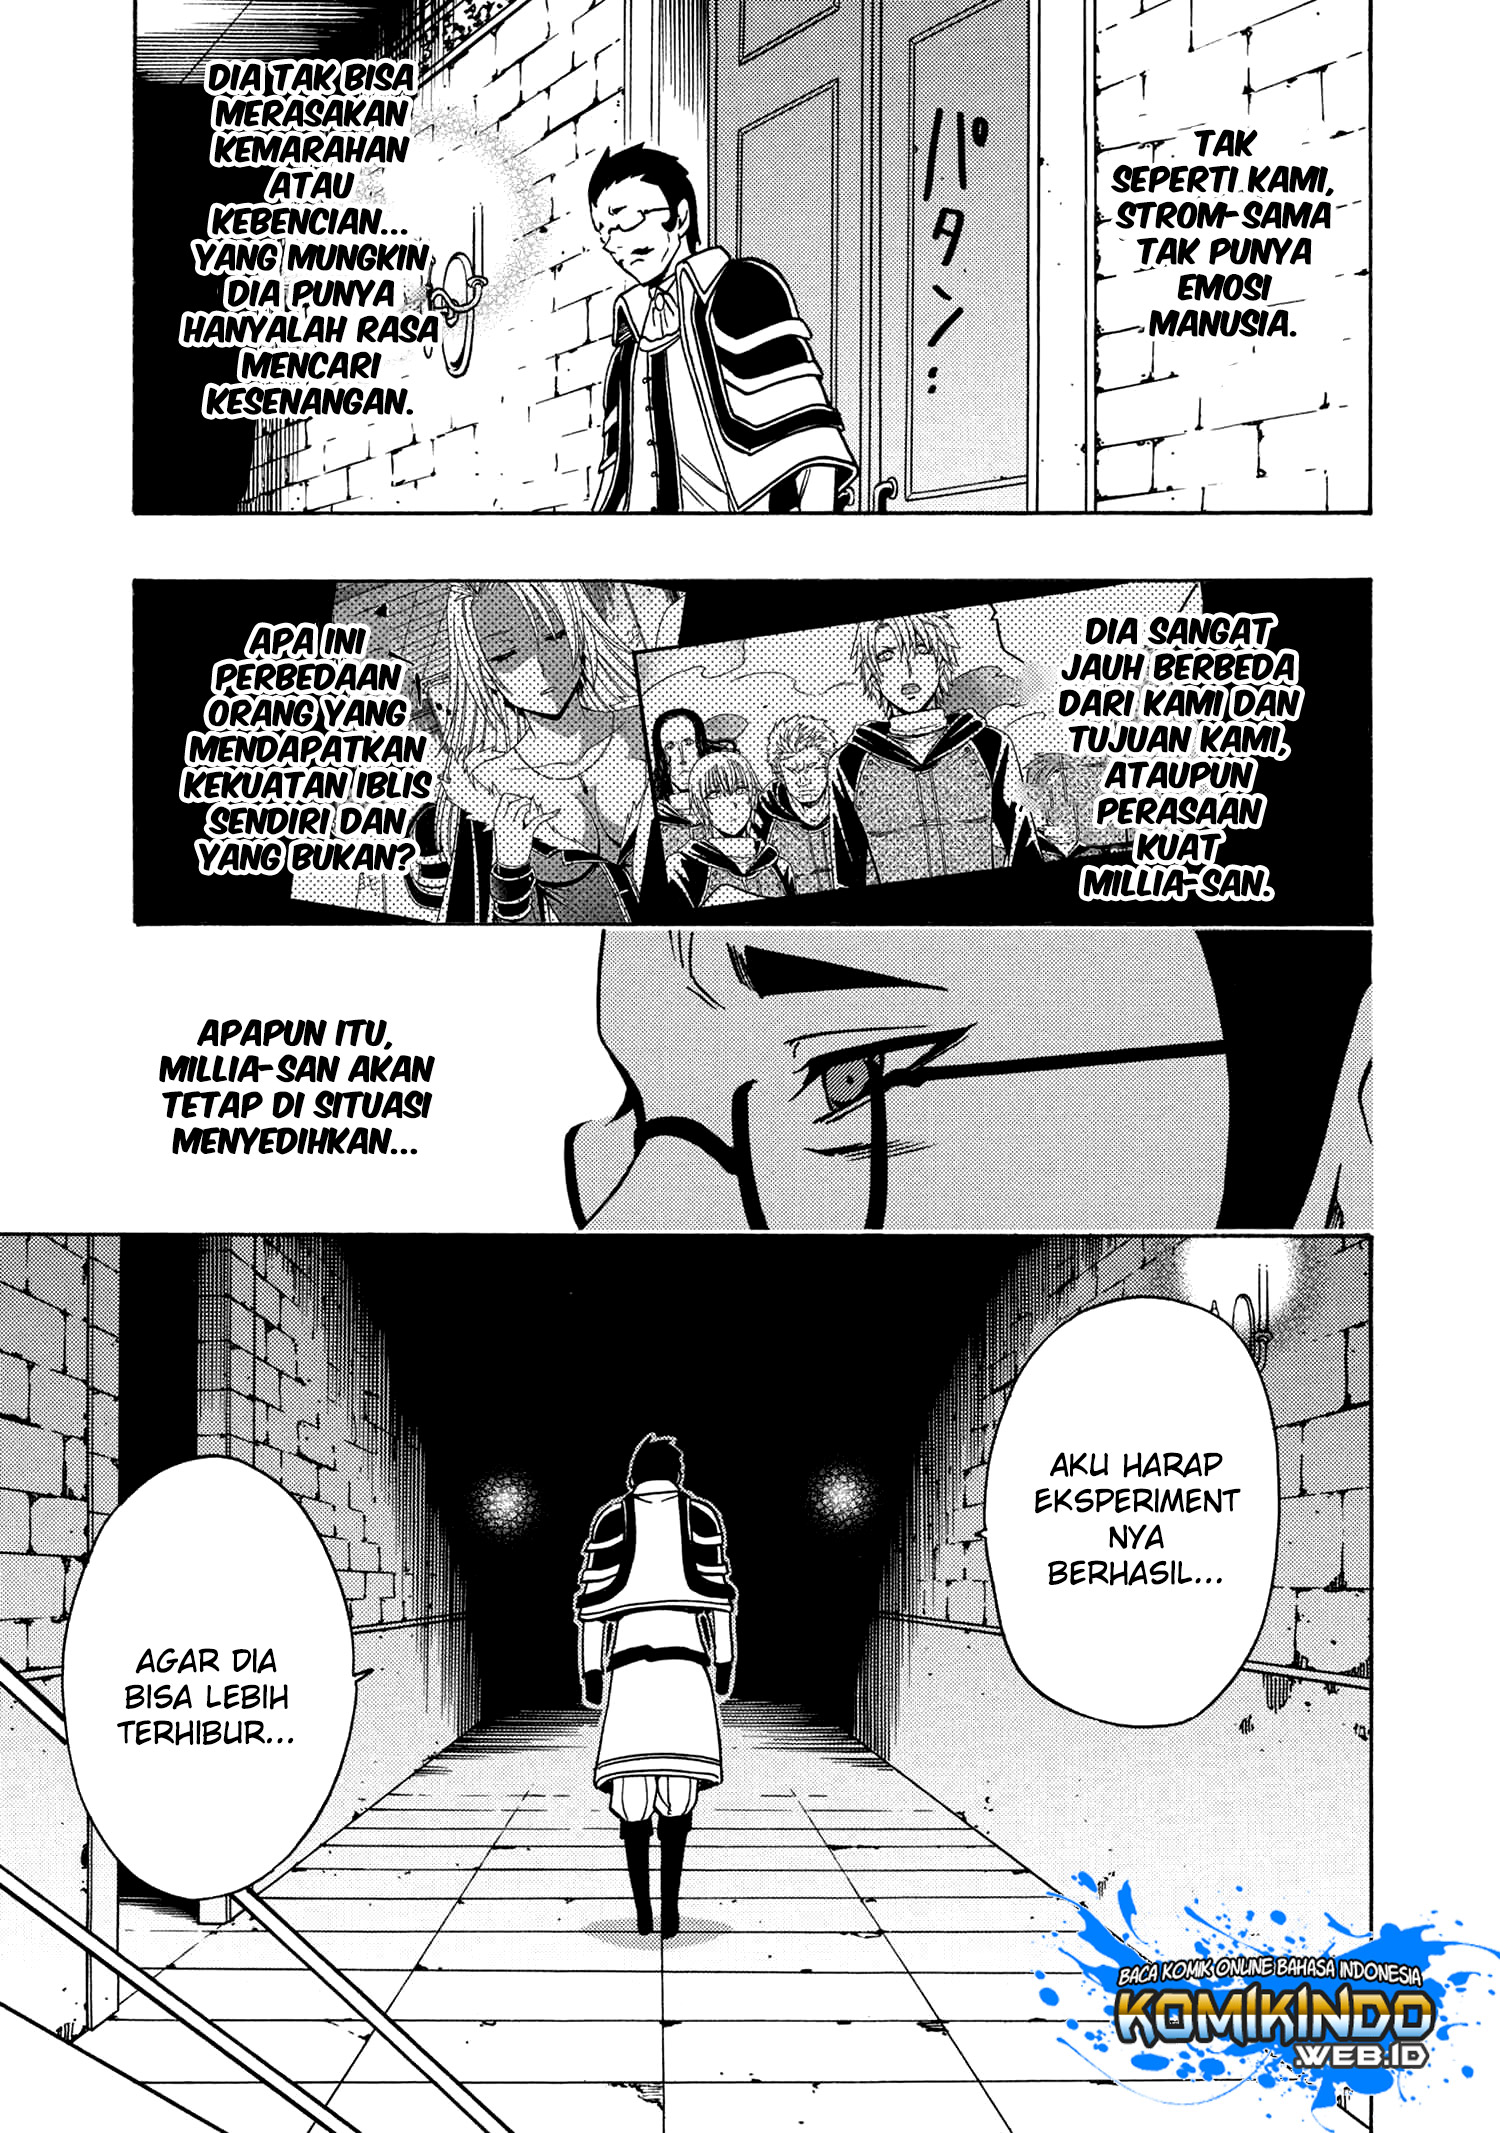 TAK
SEPERTI KAMI,
STROM-SAMA
TAK PUNYA
EMOSI
MANUSIA.
パタン…
DIA TAK BISA
MERASAKAN
KEMARAHAN
ATAU
KEBENCIAN...
YANG MUNGKIN
DIA PUNYA
HANYALAH RASA
MENCARI
KESENANGAN.
DIA SANGAT
JAUH BERBEDA
DARI KAMI DAN
TUJUAN KAMI,
ATAUPUN
PERASAAN
KUAT
MILLIA-SAN.
APA INI
PERBEDAAN
ORANG YANG
MENDAPATKAN
KEKUATAN IBLIS
SENDIRI DAN
YANG BUKAN?
APAPUN ITU,
MILLIA-SAN AKAN
TETAP DI SITUASI
MENYEDIHKAN...
AKU HARAP
EKSPERIMENT
NYA
BERHASIL...
AGAR DIA
BISA LEBIH
TERHIBUR...
BACA KOMIK ONLINE BAHASA INDONESIA
KOMIKINDO
.WEB.ID